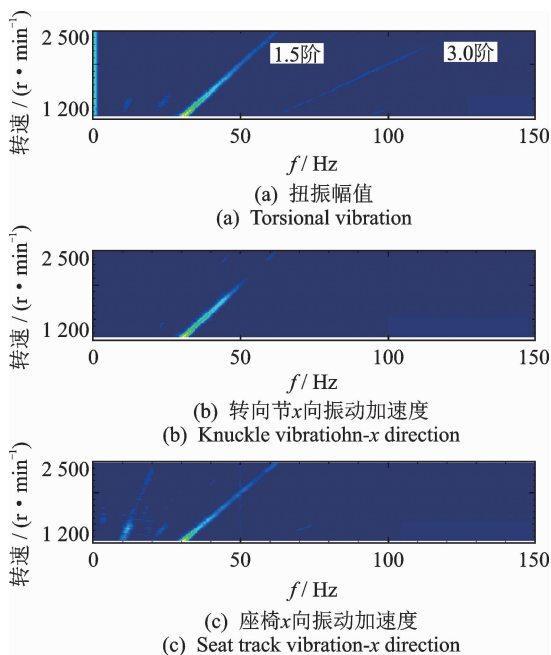 转速 / (r·min⁻¹)
2 500
1 200
1.5阶
3.0阶
0 50 100 150
f / Hz
(a) 扭振幅值
(a) Torsional vibration
转速 / (r·min⁻¹)
2 500
1 200
0 50 100 150
f / Hz
(b) 转向节x向振动加速度
(b) Knuckle vibratiohn-x direction
转速 / (r·min⁻¹)
2 500
1 200
0 50 100 150
f / Hz
(c) 座椅x向振动加速度
(c) Seat track vibration-x direction